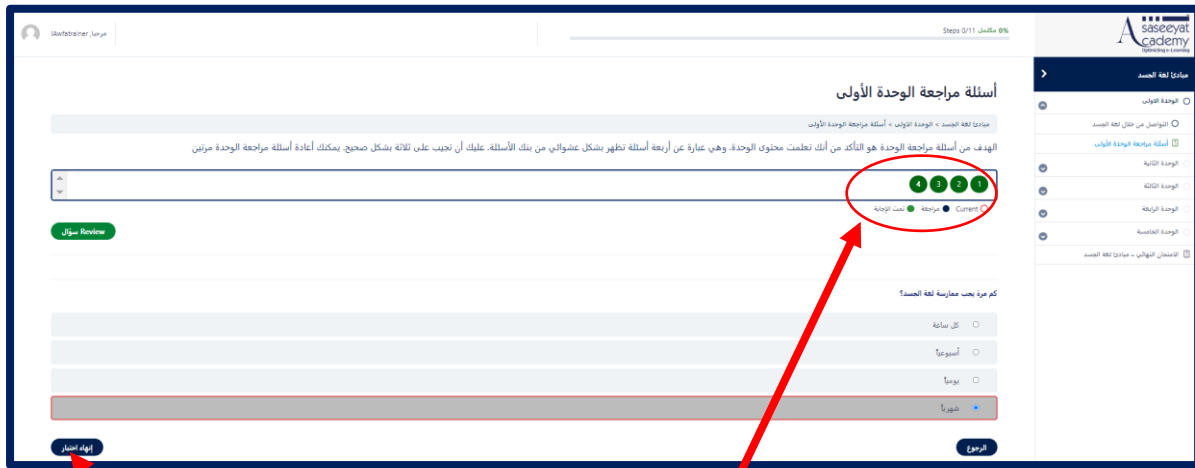 Asaseeyat
Academy
Optimizing e-Learning
0% مكتمل 0/11 Steps
مرحبا, IAwfatrainer
مبادئ لغة الجسد
الوحدة الاولى
التواصل من خلال لغة الجسد
أسئلة مراجعة الوحدة الأولى
الوحدة الثانية
الوحدة الثالثة
الوحدة الرابعة
الوحدة الخامسة
الامتحان النهائي – مبادئ لغة الجسد
أسئلة مراجعة الوحدة الأولى
مبادئ لغة الجسد > الوحدة الاولى > أسئلة مراجعة الوحدة الأولى
الهدف من أسئلة مراجعة الوحدة هو التأكد من أنك تعلمت محتوى الوحدة. وهي عبارة عن أربعة أسئلة تظهر بشكل عشوائي من بنك الأسئلة. عليك أن تجيب على ثلاثة بشكل صحيح. يمكنك أعادة أسئلة مراجعة الوحدة مرتين
1 2 3 4
Current مراجعة تمت الإجابة
Review سؤال
كم مرة يجب ممارسة لغة الجسد؟
كل ساعة
أسبوعياً
يومياً
شهرياً
الرجوع
إنهاء اختبار